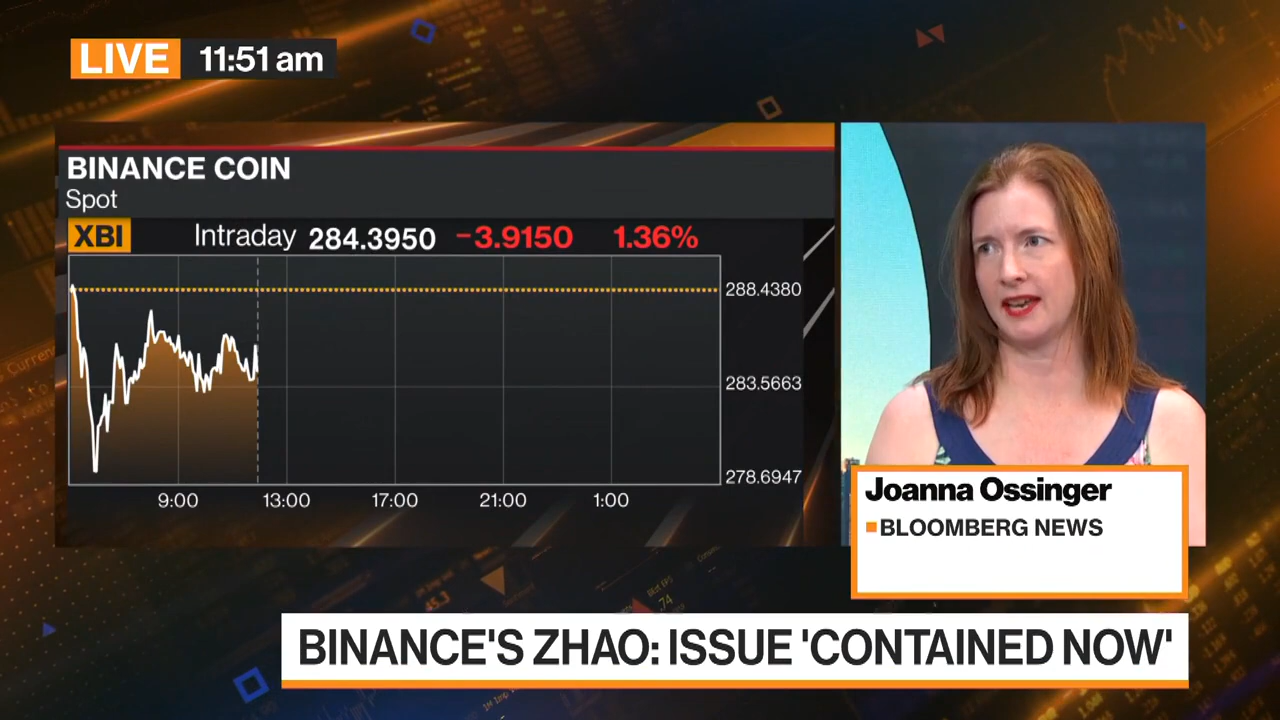 LIVE 11:51 am
BINANCE COIN
Spot
XBI Intraday 284.3950 -3.9150 1.36%
288.4380
283.5663
278.6947
9:00 13:00 17:00 21:00 1:00
Joanna Ossinger
BLOOMBERG NEWS
BINANCE'S ZHAO: ISSUE 'CONTAINED NOW'